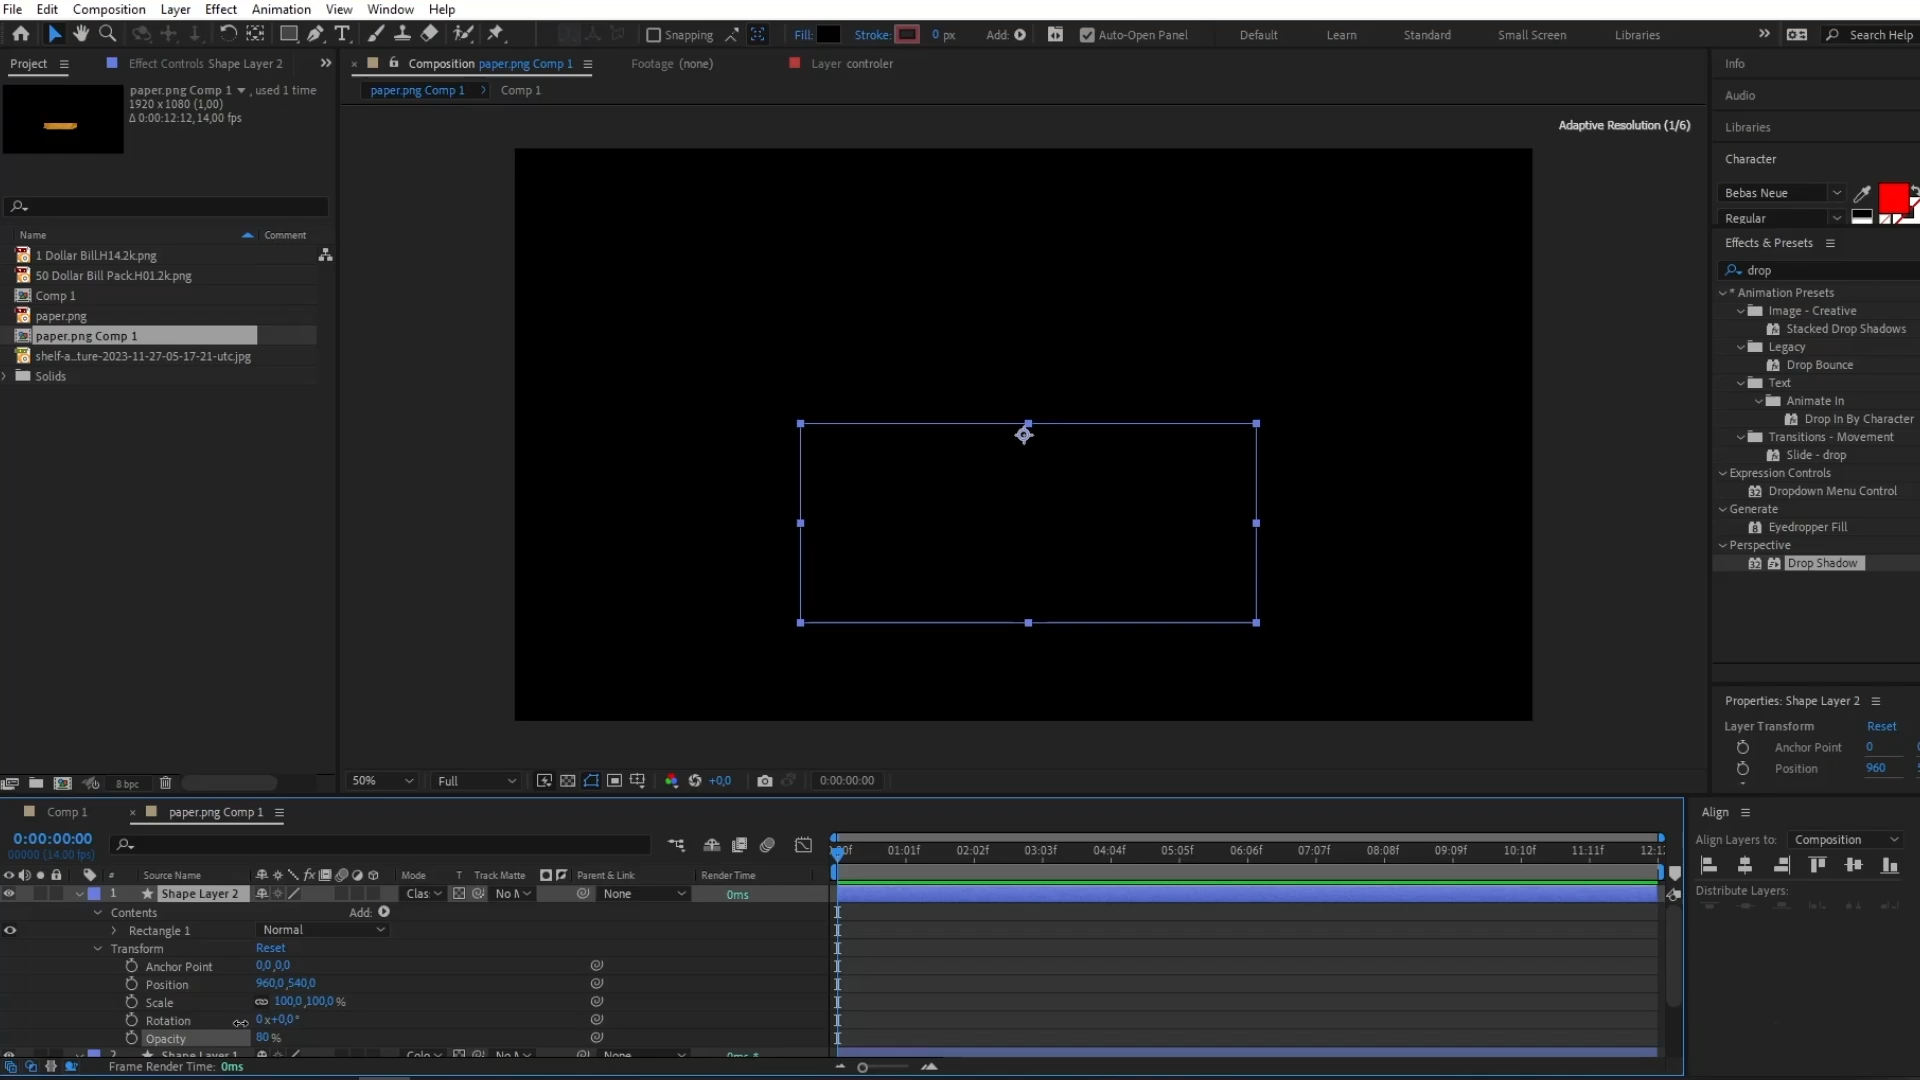 File Edit Composition Layer Effect Animation View Window Help
Snapping Fill: Stroke: 0 px Add: Auto-Open Panel Default Learn Standard Small Screen Libraries Search Help
Project Effect Controls Shape Layer 2 Composition paper.png Comp 1 Footage (none) Layer controler Info
paper.png Comp 1 , used 1 time
1920 x 1080 (1,00)
Δ 0:00:12:12, 14,00 fps
paper.png Comp 1 Comp 1
Adaptive Resolution (1/6)
Audio
Libraries
Character
Bebas Neue
Regular
Name Comment
1 Dollar Bill.H14.2k.png
50 Dollar Bill Pack.H01.2k.png
Comp 1
paper.png
paper.png Comp 1
shelf-a...ture-2023-11-27-05-17-21-utc.jpg
Solids
Effects & Presets
drop
* Animation Presets
Image - Creative
Stacked Drop Shadows
Legacy
Drop Bounce
Text
Animate In
Drop In By Character
Transitions - Movement
Slide - drop
Expression Controls
Dropdown Menu Control
Generate
Eyedropper Fill
Perspective
Drop Shadow
Properties: Shape Layer 2
Layer Transform Reset
Anchor Point 0
Position 960
8 bpc 50% Full +0,0 0:00:00:00
Comp 1 paper.png Comp 1
0:00:00:00
00000 (14.00 fps)
01:01f 02:02f 03:03f 04:04f 05:05f 06:06f 07:07f 08:08f 09:09f 10:10f 11:11f
# Source Name Mode T Track Matte Parent & Link Render Time
1 Shape Layer 2 None 0ms
Contents Add:
Rectangle 1 Normal
Transform Reset
Anchor Point 0,0,0,0
Position 960,0,540,0
Scale 100,0,100,0 %
Rotation 0 x+0,0 °
Opacity 80 %
2 Shape Layer 1 None 0ms *
Frame Render Time: 0ms
Align
Align Layers to: Composition
Distribute Layers: